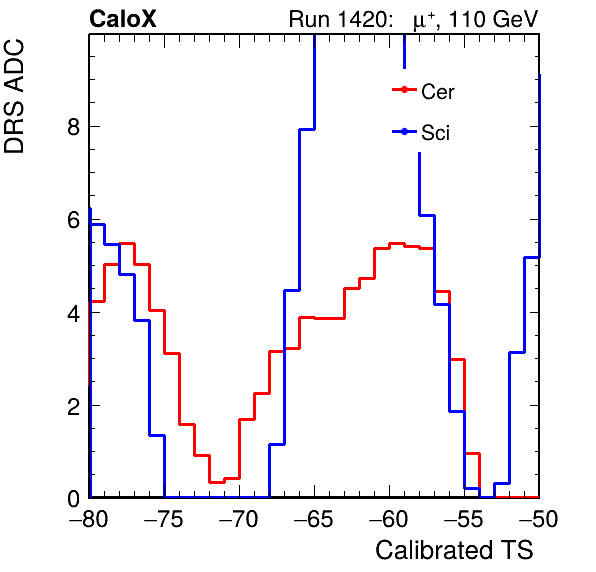 CaloX Run 1420: μ⁺, 110 GeV
DRS ADC
Cer
Sci
8
6
4
2
0
−80 −75 −70 −65 −60 −55 −50
Calibrated TS